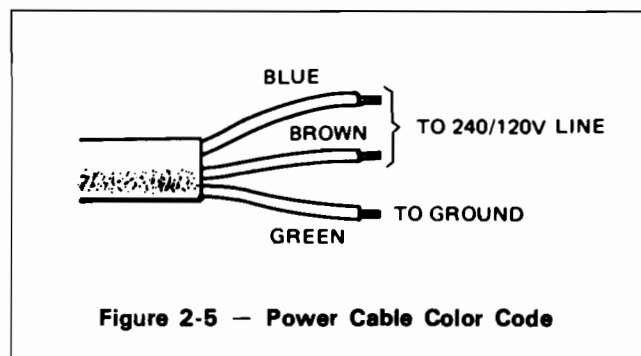 BLUE
BROWN
TO 240/120V LINE
TO GROUND
GREEN
Figure 2-5 — Power Cable Color Code